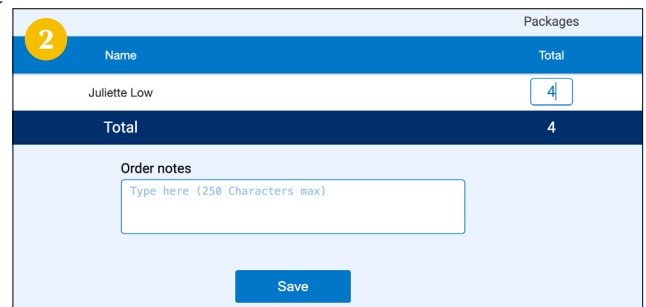 Packages
2
Name Total
Juliette Low 4
Total 4
Order notes
Type here (250 Characters max)
Save